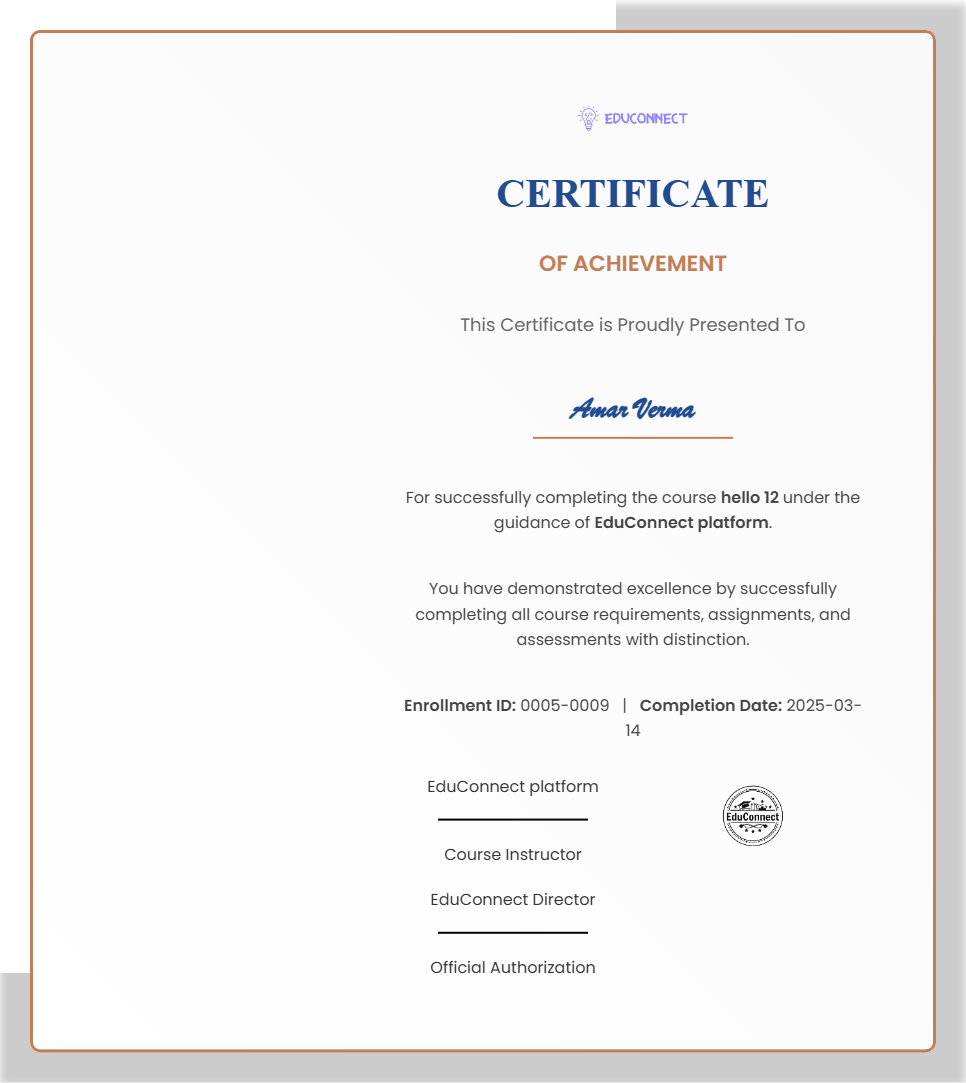 EDUCONNECT
CERTIFICATE
OF ACHIEVEMENT
This Certificate is Proudly Presented To
Amar Verma
For successfully completing the course hello 12 under the
guidance of EduConnect platform.
You have demonstrated excellence by successfully
completing all course requirements, assignments, and
assessments with distinction.
Enrollment ID: 0005-0009 | Completion Date: 2025-03-
14
EduConnect platform
EduConnect
Course Instructor
EduConnect Director
Official Authorization